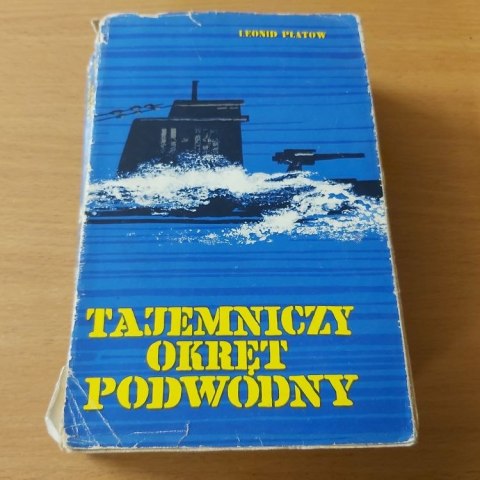 LEONID PŁATOW
TAJEMNICZY
OKRĘT
PODWODNY